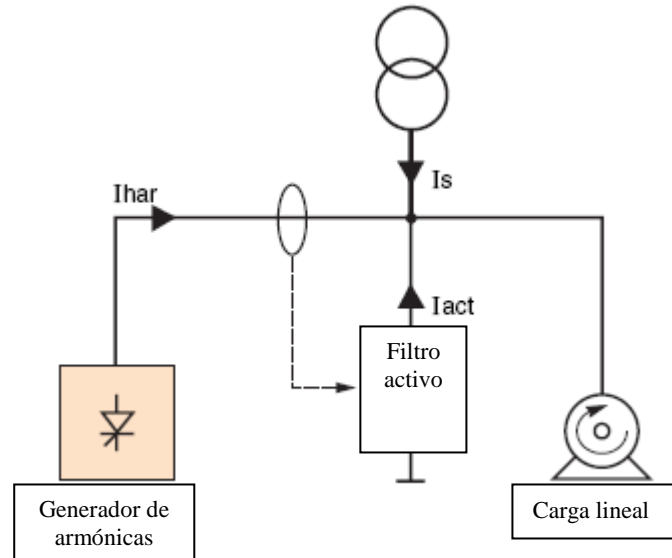 Is
Ihar
Iact
Filtro
activo
Generador de
armónicas
Carga lineal